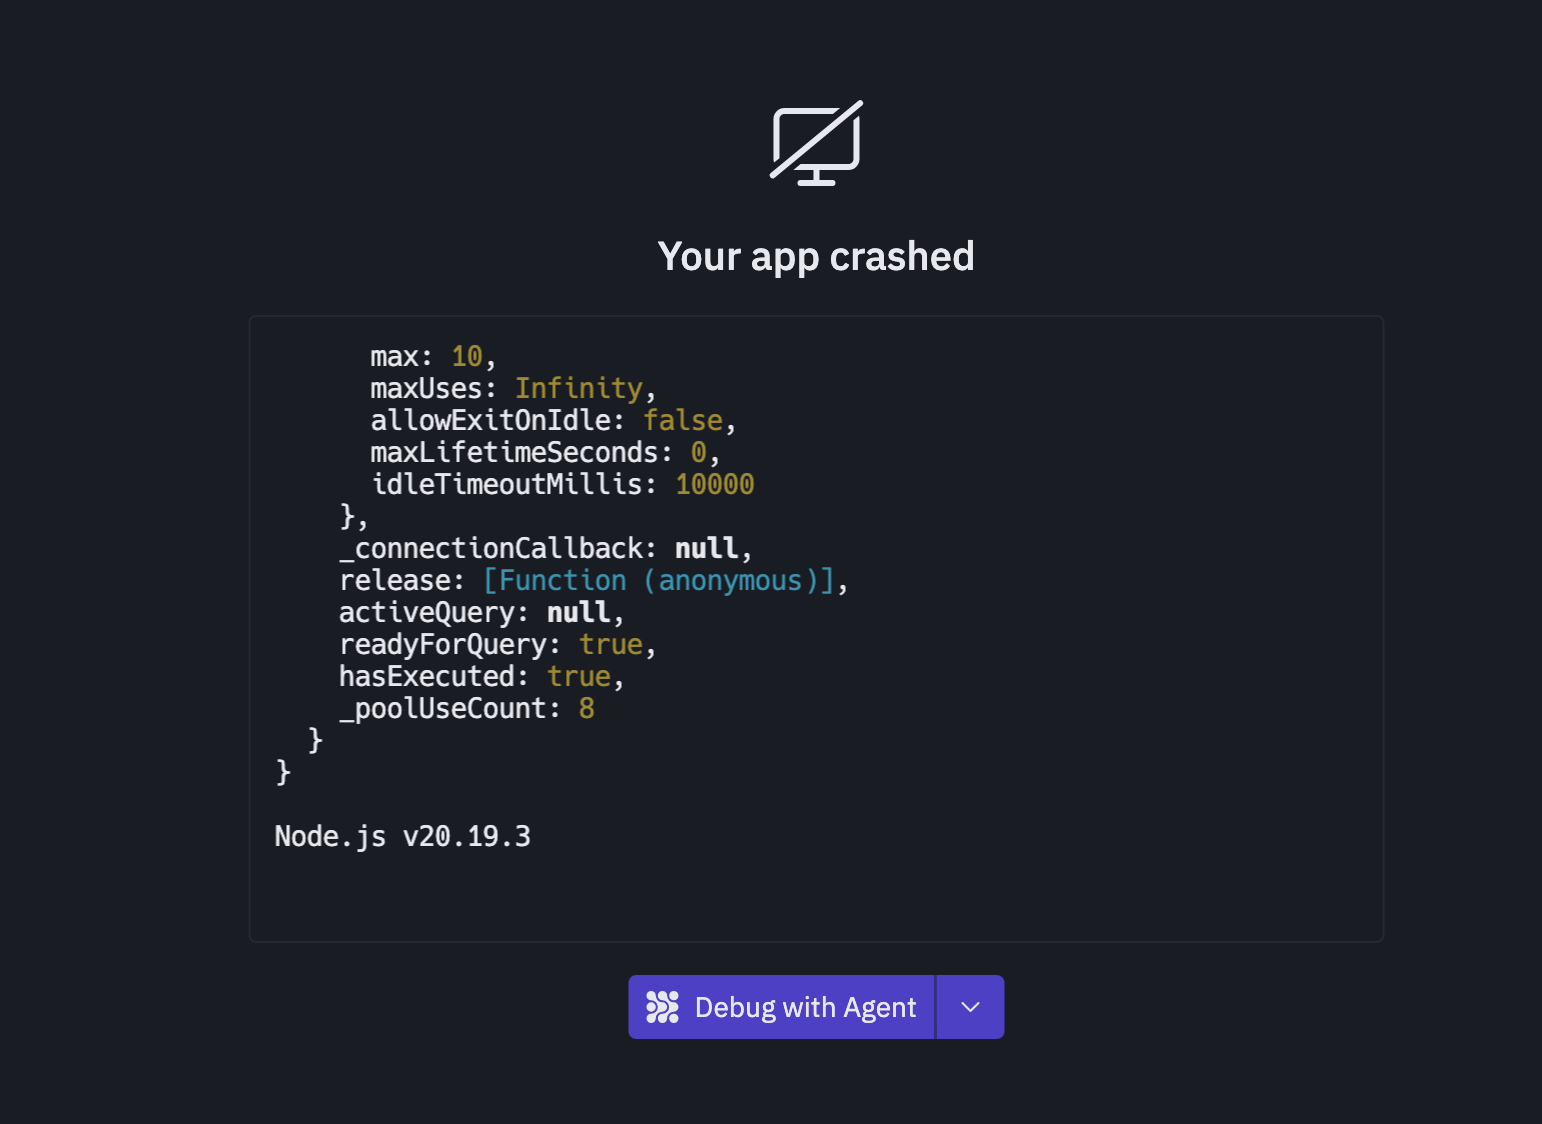 Your app crashed
max: 10,
maxUses: Infinity,
allowExitOnIdle: false,
maxLifetimeSeconds: 0,
idleTimeoutMillis: 10000
},
_connectionCallback: null,
release: [Function (anonymous)],
activeQuery: null,
readyForQuery: true,
hasExecuted: true,
_poolUseCount: 8
}
}
Node.js v20.19.3
Debug with Agent